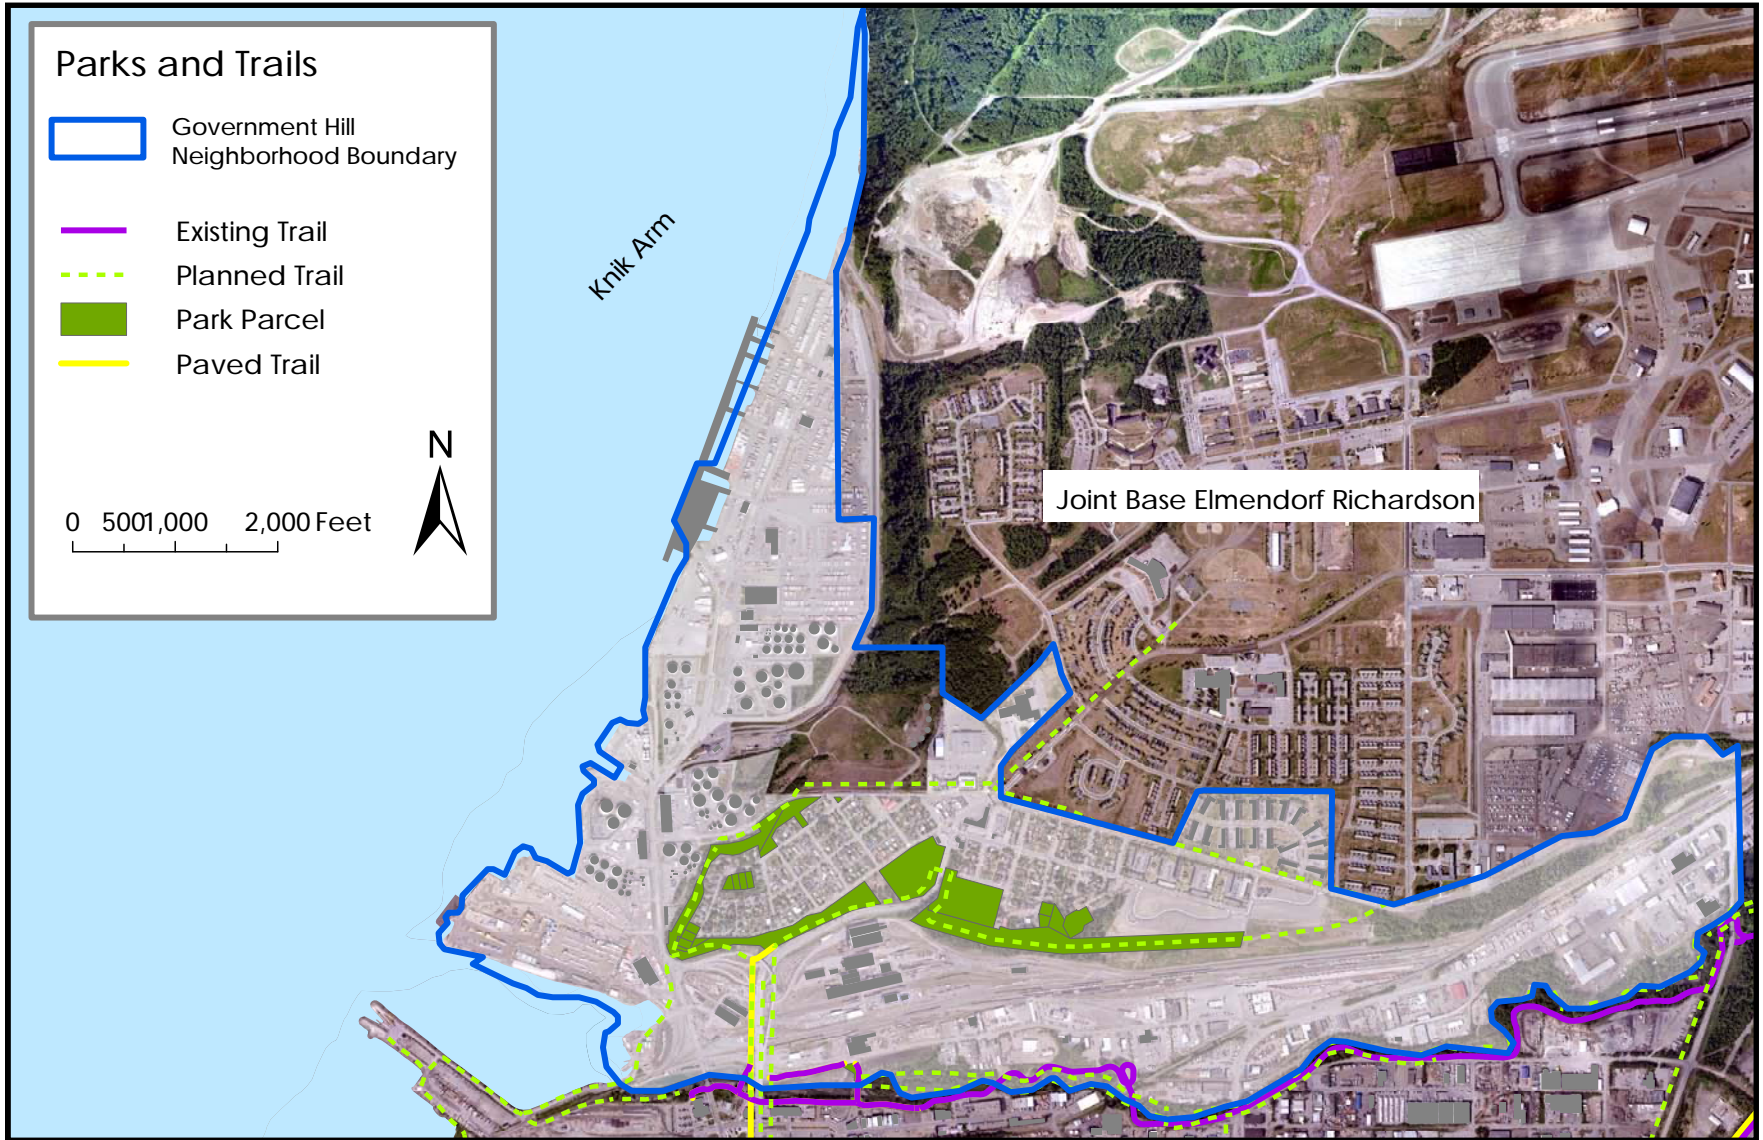 Parks and Trails
Government Hill
Neighborhood Boundary
Existing Trail
Planned Trail
Park Parcel
Paved Trail
N
0 5001,000 2,000 Feet
Knik Arm
Joint Base Elmendorf Richardson